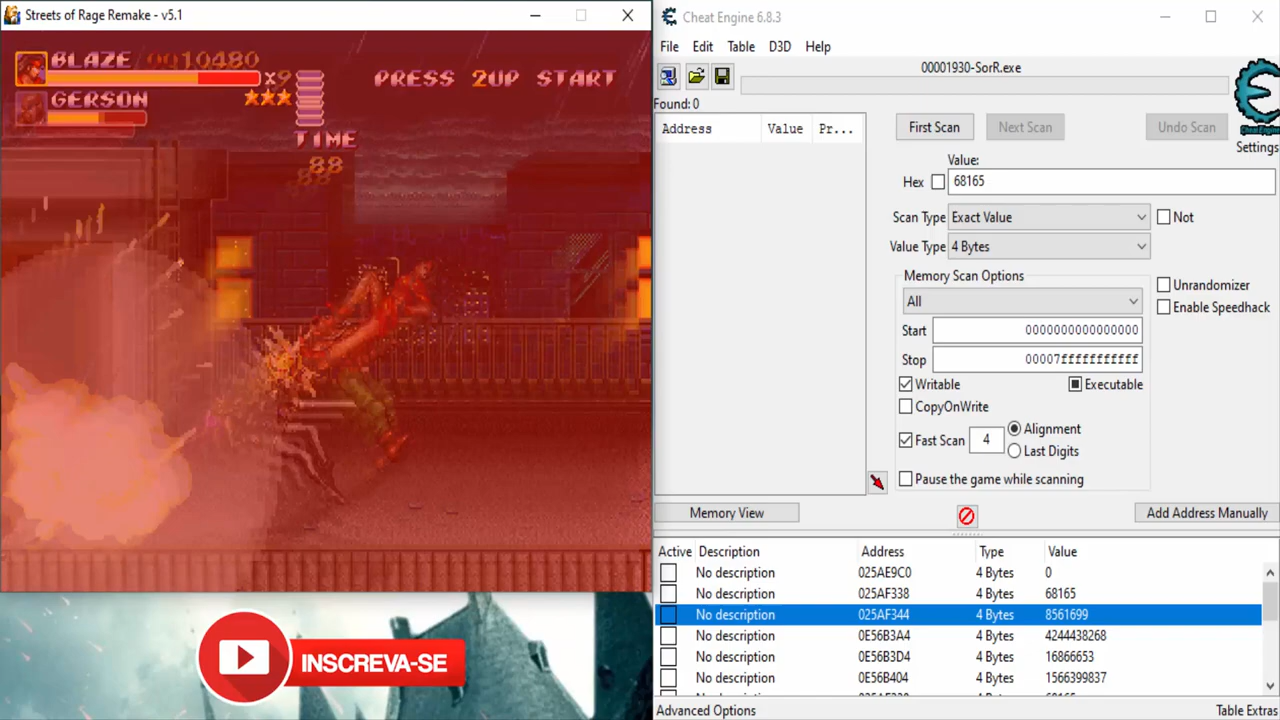 Streets of Rage Remake - v5.1
BLAZE/0010480
x9
GERSON
PRESS 2UP START
TIME
88
INSCREVA-SE
Cheat Engine 6.8.3
File Edit Table D3D Help
00001930-SorR.exe
Found: 0
Address Value Pr...
First Scan Next Scan Undo Scan
Cheat Engine
Settings
Value:
Hex 68165
Scan Type Exact Value Not
Value Type 4 Bytes
Memory Scan Options
All
Unrandomizer
Enable Speedhack
Start 0000000000000000
Stop 00007fffffffffff
Writable Executable
CopyOnWrite
Fast Scan 4 Alignment
Last Digits
Pause the game while scanning
Memory View Add Address Manually
Active Description Address Type Value
No description 025AE9C0 4 Bytes 0
No description 025AF338 4 Bytes 68165
No description 025AF344 4 Bytes 8561699
No description 0E56B3A4 4 Bytes 4244438268
No description 0E56B3D4 4 Bytes 16866653
No description 0E56B404 4 Bytes 1566399837
Advanced Options Table Extras